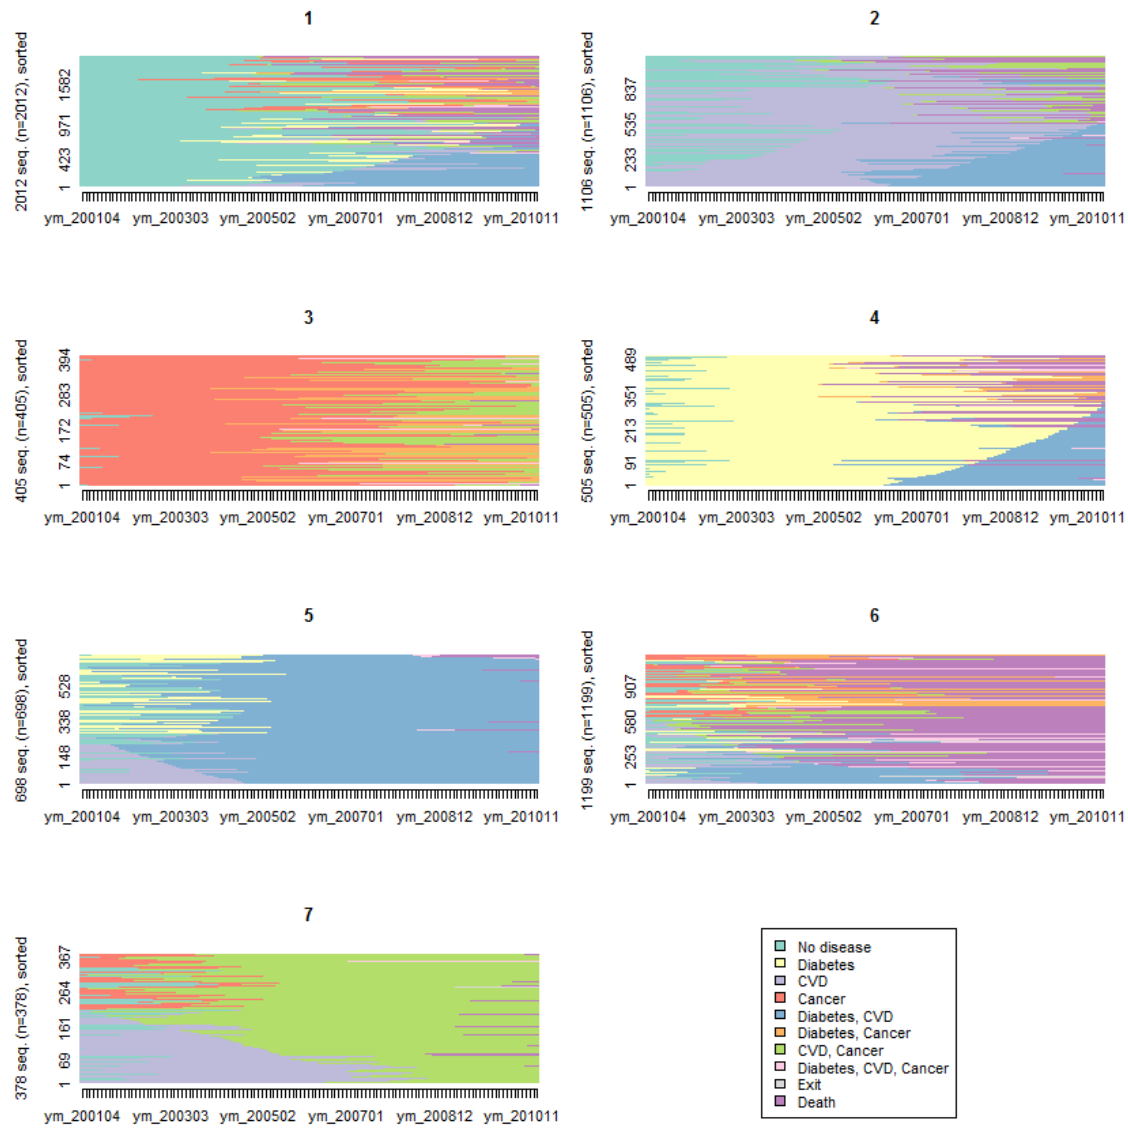 1
2012 seq. (n=2012), sorted
1 423 971 1582
ym_200104 ym_200303 ym_200502 ym_200701 ym_200812 ym_201011
2
1106 seq. (n=1106), sorted
1 233 535 837
ym_200104 ym_200303 ym_200502 ym_200701 ym_200812 ym_201011
3
405 seq. (n=405), sorted
1 74 172 283 394
ym_200104 ym_200303 ym_200502 ym_200701 ym_200812 ym_201011
4
505 seq. (n=505), sorted
1 91 213 351 489
ym_200104 ym_200303 ym_200502 ym_200701 ym_200812 ym_201011
5
698 seq. (n=698), sorted
1 148 338 528
ym_200104 ym_200303 ym_200502 ym_200701 ym_200812 ym_201011
6
1199 seq. (n=1199), sorted
1 253 580 907
ym_200104 ym_200303 ym_200502 ym_200701 ym_200812 ym_201011
7
378 seq. (n=378), sorted
1 69 161 264 367
ym_200104 ym_200303 ym_200502 ym_200701 ym_200812 ym_201011
No disease
Diabetes
CVD
Cancer
Diabetes, CVD
Diabetes, Cancer
CVD, Cancer
Diabetes, CVD, Cancer
Exit
Death